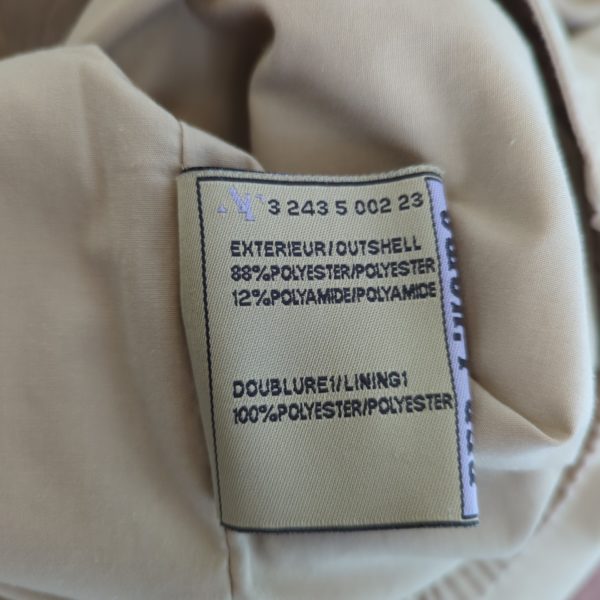 3 243 5 002 23
EXTERIEUR/OUTSHELL
88%POLYESTER/POLYESTER
12%POLYAMIDE/POLYAMIDE
DOUBLURE1/LINING1
100%POLYESTER/POLYESTER